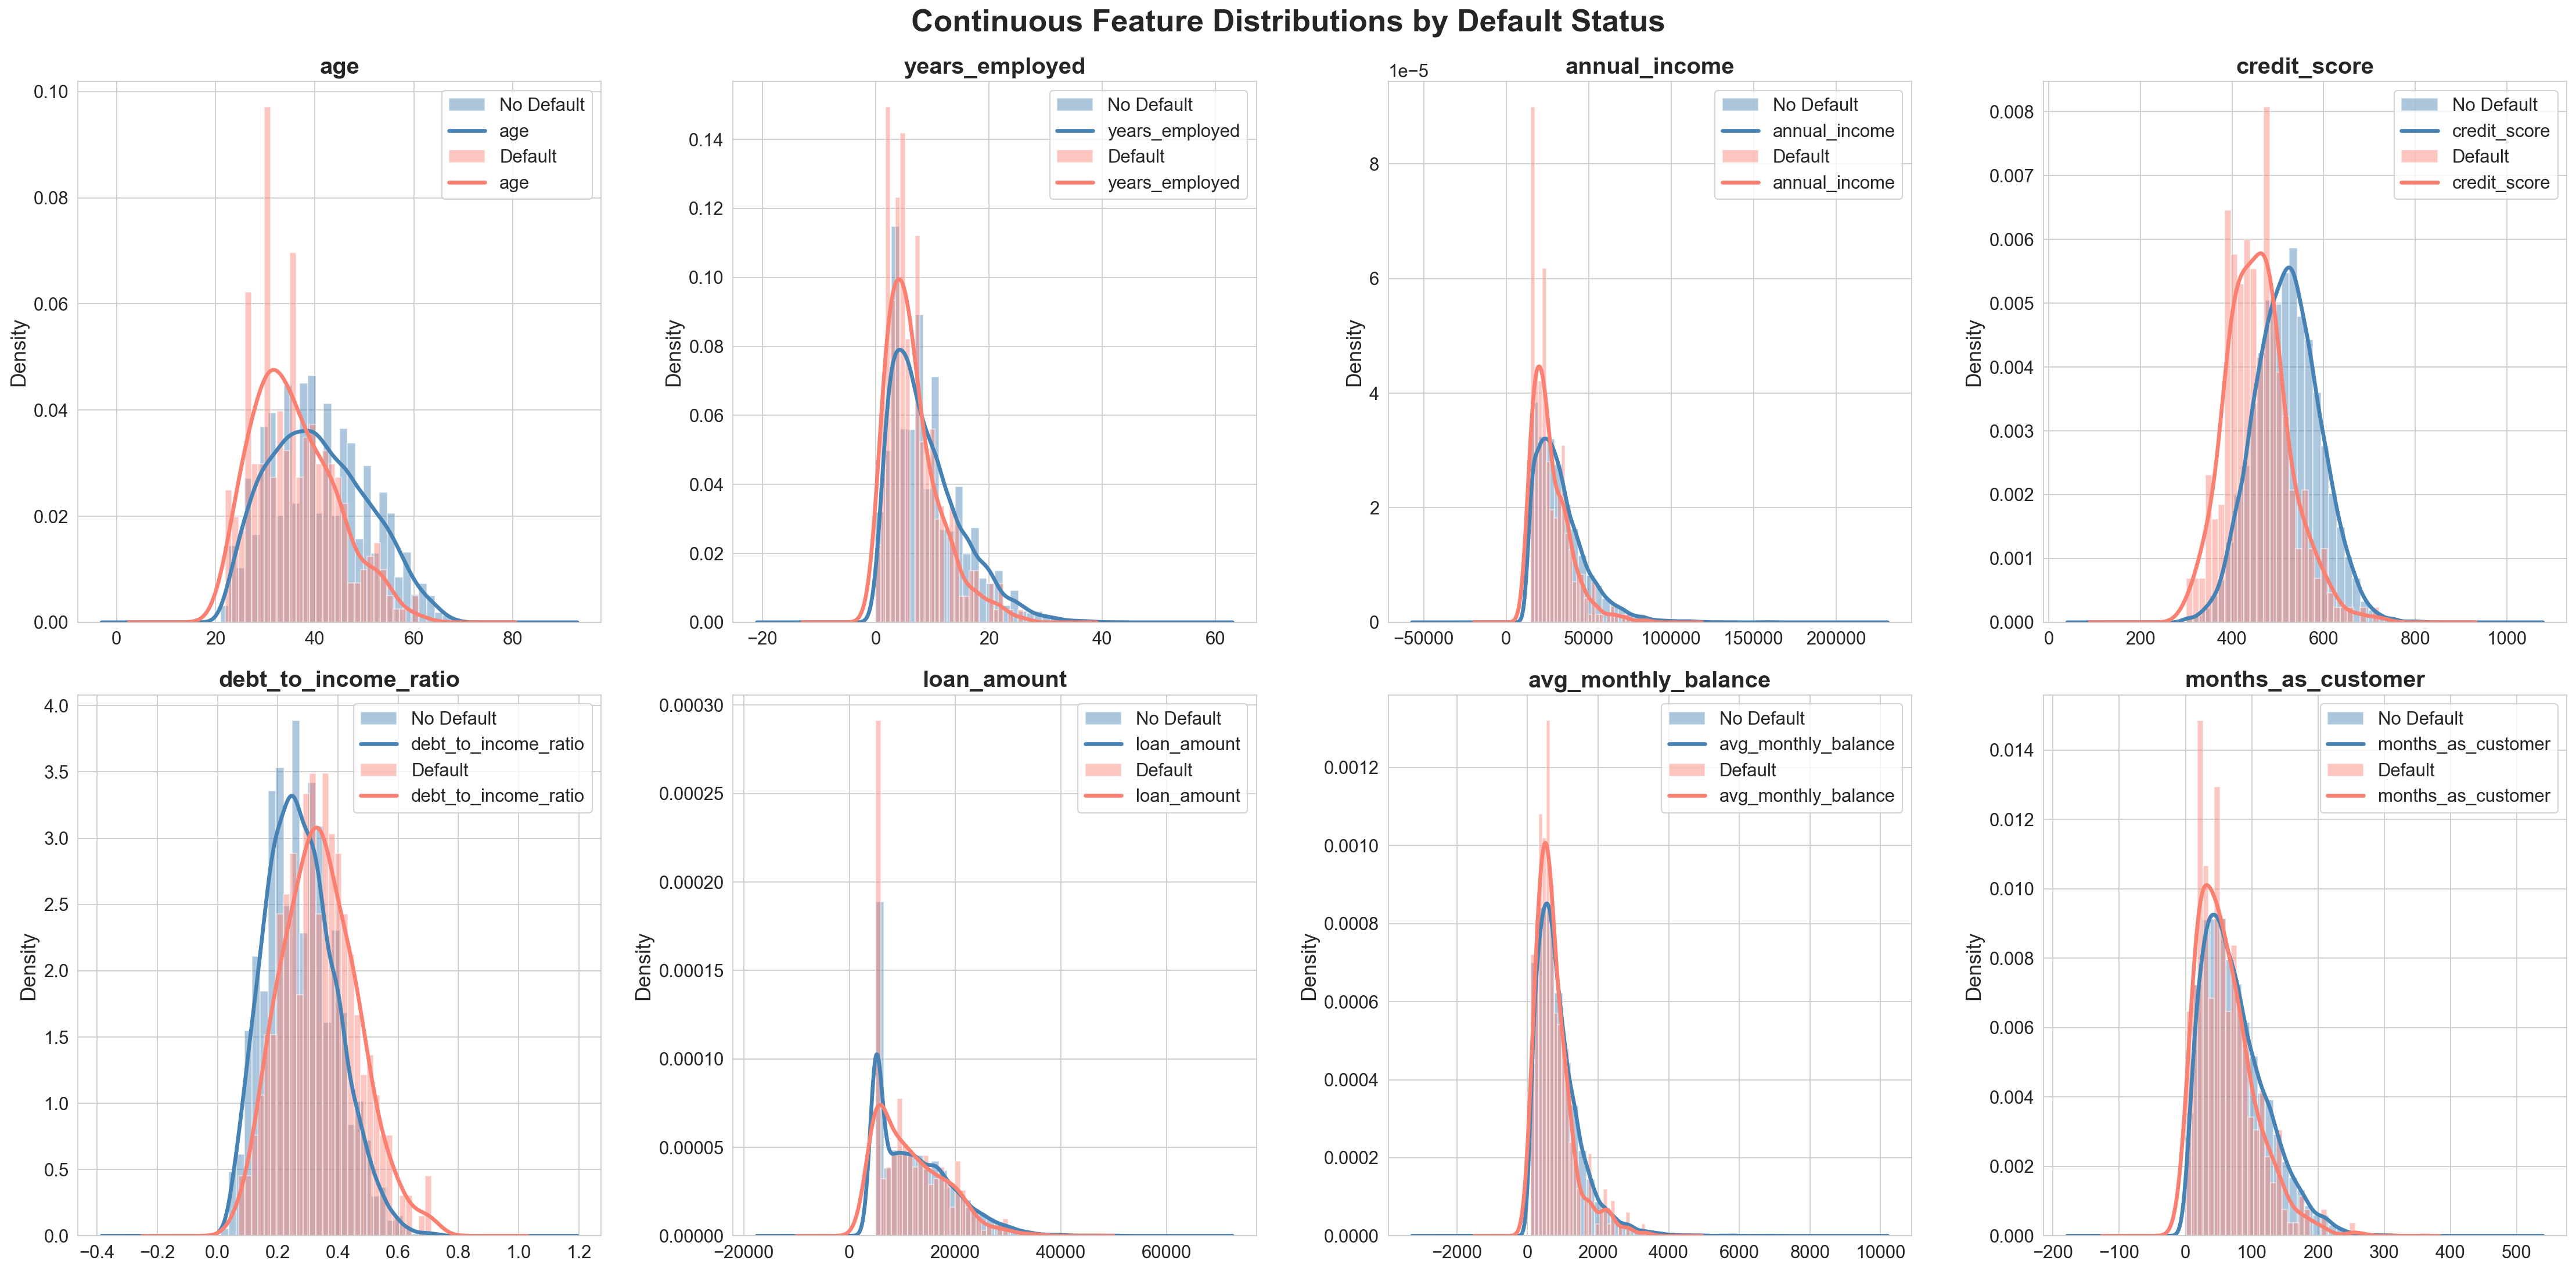 Continuous Feature Distributions by Default Status
age
Density
0.10
0.08
0.06
0.04
0.02
0.00
0
20
40
60
80
No Default
age
Default
age
years_employed
Density
0.14
0.12
0.10
0.08
0.06
0.04
0.02
0.00
−20
0
20
40
60
No Default
years_employed
Default
years_employed
annual_income
1e−5
Density
8
6
4
2
0
−50000
0
50000
100000
150000
200000
No Default
annual_income
Default
annual_income
credit_score
Density
0.008
0.007
0.006
0.005
0.004
0.003
0.002
0.001
0.000
0
200
400
600
800
1000
No Default
credit_score
Default
credit_score
debt_to_income_ratio
Density
4.0
3.5
3.0
2.5
2.0
1.5
1.0
0.5
0.0
−0.4
−0.2
0.0
0.2
0.4
0.6
0.8
1.0
1.2
No Default
debt_to_income_ratio
Default
debt_to_income_ratio
loan_amount
Density
0.00030
0.00025
0.00020
0.00015
0.00010
0.00005
0.00000
−20000
0
20000
40000
60000
No Default
loan_amount
Default
loan_amount
avg_monthly_balance
Density
0.0012
0.0010
0.0008
0.0006
0.0004
0.0002
0.0000
−2000
0
2000
4000
6000
8000
10000
No Default
avg_monthly_balance
Default
avg_monthly_balance
months_as_customer
Density
0.014
0.012
0.010
0.008
0.006
0.004
0.002
0.000
−200
−100
0
100
200
300
400
500
No Default
months_as_customer
Default
months_as_customer